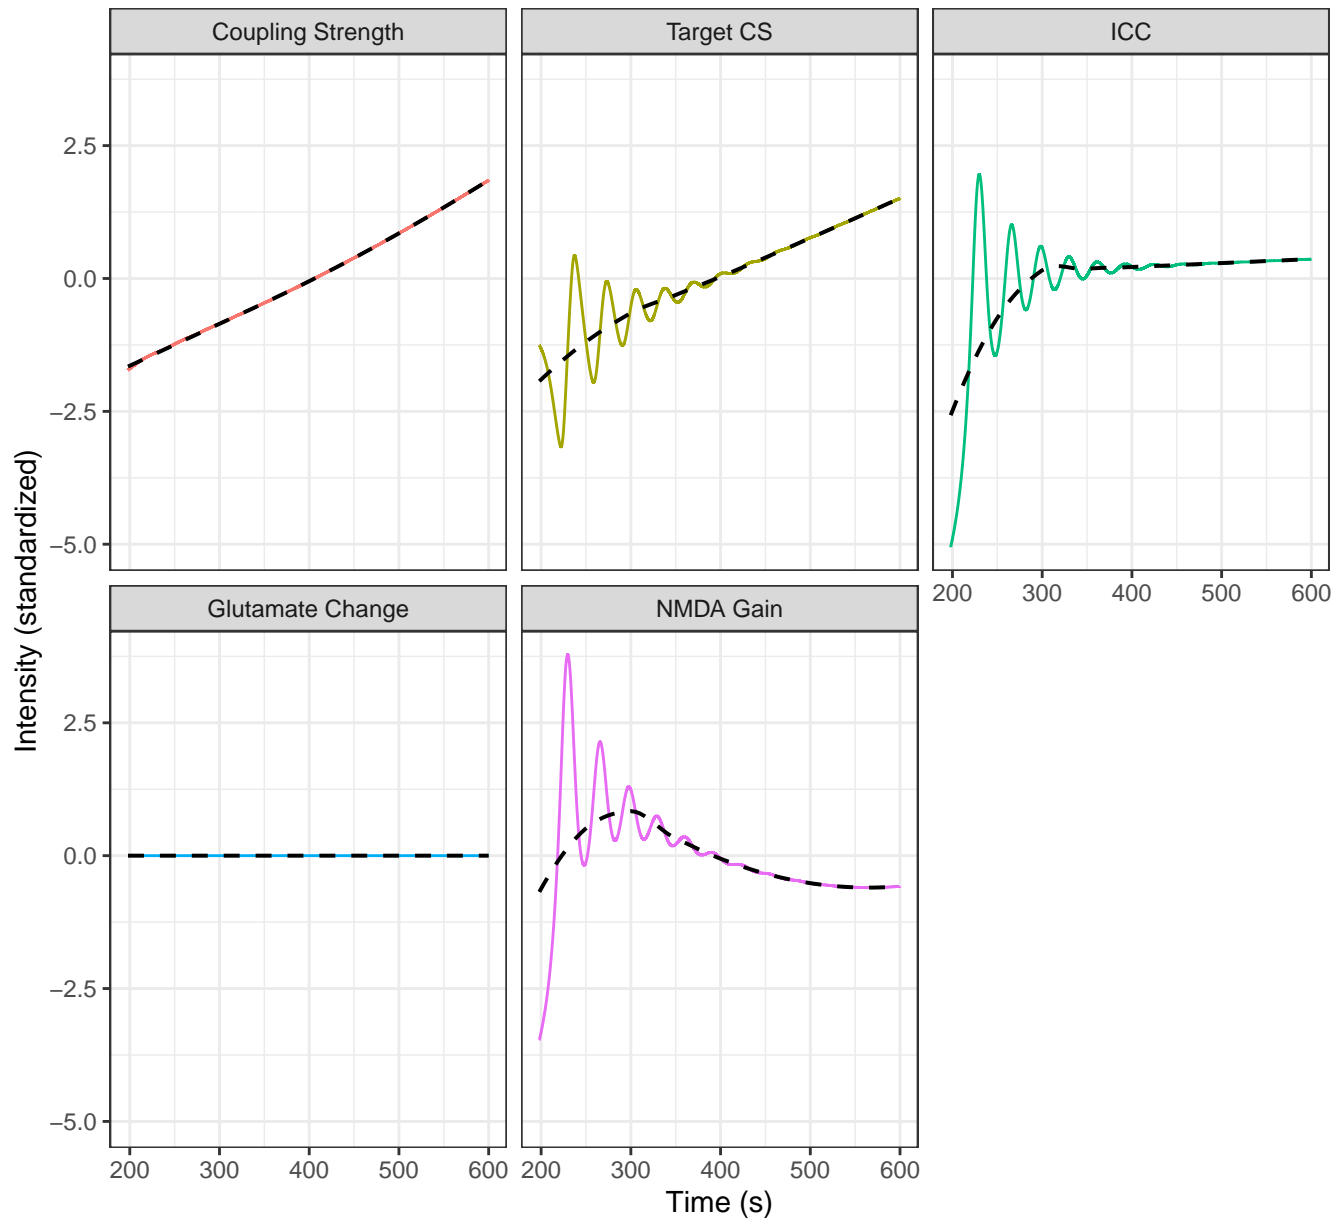 Coupling Strength
Target CS
ICC
2.5
0.0
−2.5
−5.0
200 300 400 500 600
Glutamate Change
NMDA Gain
2.5
0.0
−2.5
−5.0
200 300 400 500 600
200 300 400 500 600
Time (s)
Intensity (standardized)